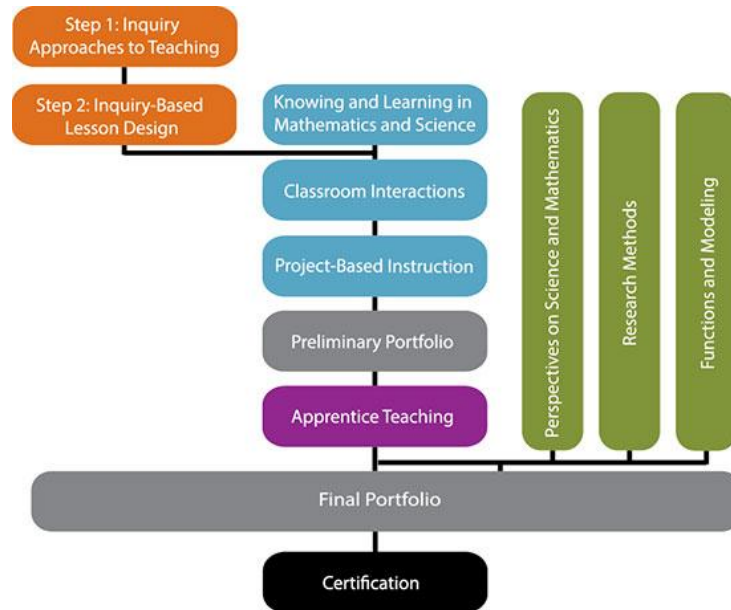 Step 1: Inquiry
Approaches to Teaching
Step 2: Inquiry-Based
Lesson Design
Knowing and Learning in
Mathematics and Science
Classroom Interactions
Project-Based Instruction
Preliminary Portfolio
Apprentice Teaching
Perspectives on Science and Mathematics
Research Methods
Functions and Modeling
Final Portfolio
Certification